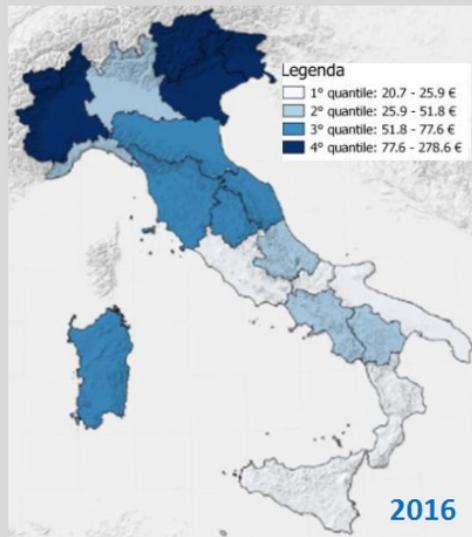 Legenda
1° quantile: 20.7 - 25.9 €
2° quantile: 25.9 - 51.8 €
3° quantile: 51.8 - 77.6 €
4° quantile: 77.6 - 278.6 €
2016